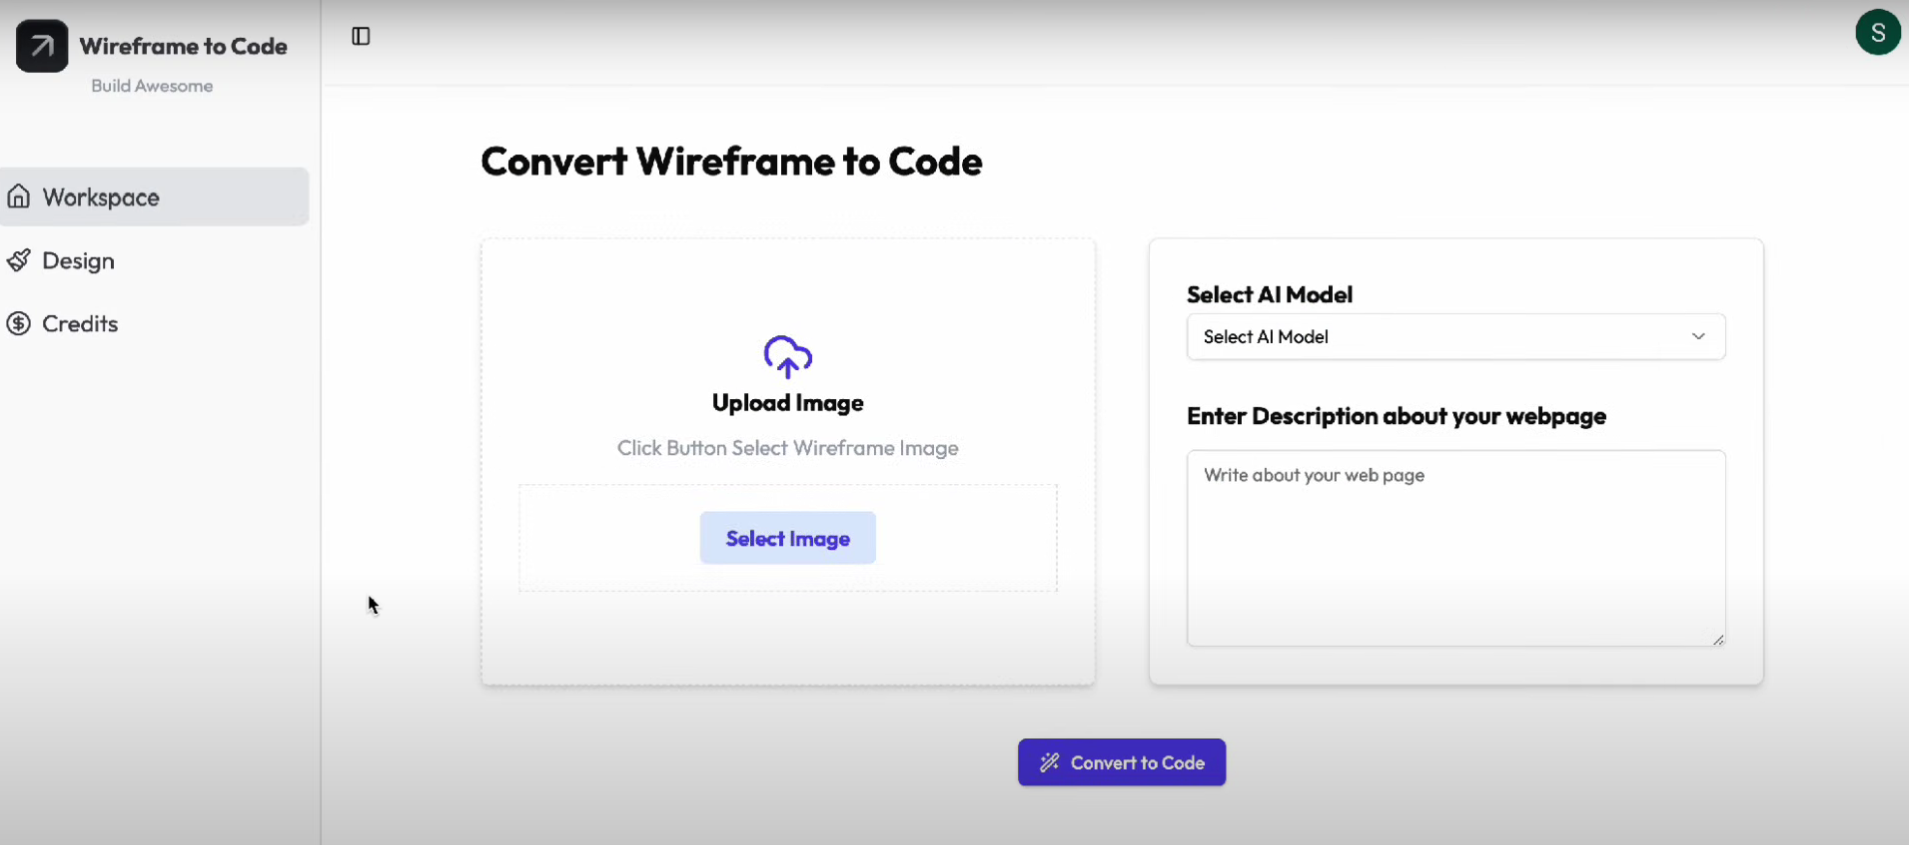 Wireframe to Code
Build Awesome
S
Workspace
Design
Credits
Convert Wireframe to Code
Upload Image
Click Button Select Wireframe Image
Select Image
Select AI Model
Select AI Model
Enter Description about your webpage
Write about your web page
Convert to Code